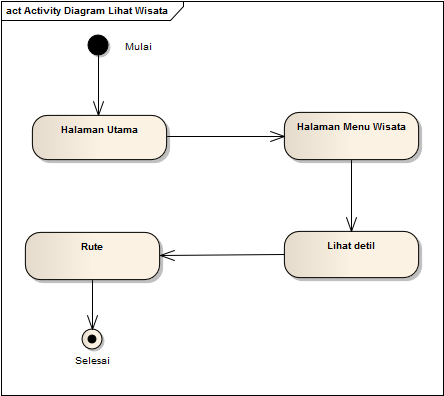 act Activity Diagram Lihat Wisata
Mulai
Halaman Utama
Halaman Menu Wisata
Rute
Lihat detil
Selesai